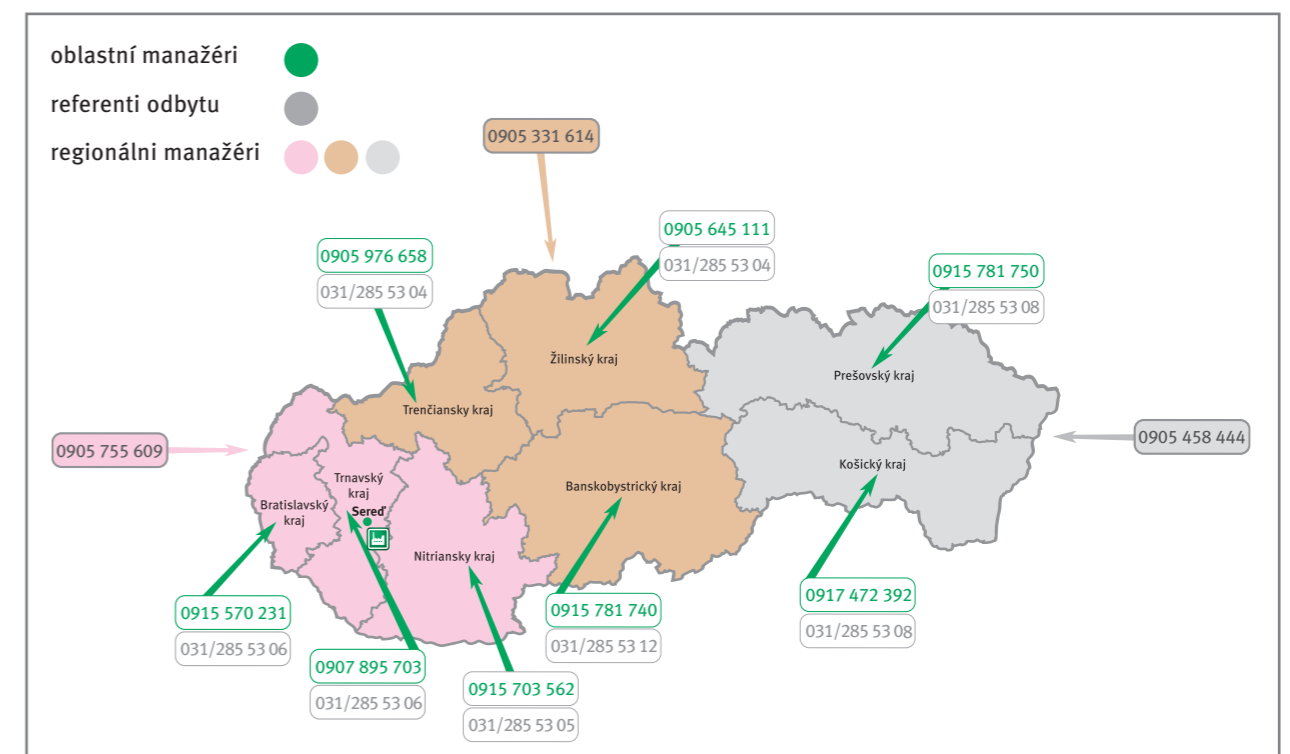 oblastní manažéri
referenti odbytu
regionálni manažéri
0905 331 614
0905 645 111
031/285 53 04
0905 976 658
031/285 53 04
0915 781 750
031/285 53 08
Žilinský kraj
Prešovský kraj
Trenčiansky kraj
0905 755 609
0905 458 444
Košický kraj
Trnavský
kraj
Banskobystrický kraj
Bratislavský
kraj
Sereď
Nitriansky kraj
0915 570 231
031/285 53 06
0907 895 703
031/285 53 06
0915 703 562
031/285 53 05
0915 781 740
031/285 53 12
0917 472 392
031/285 53 08